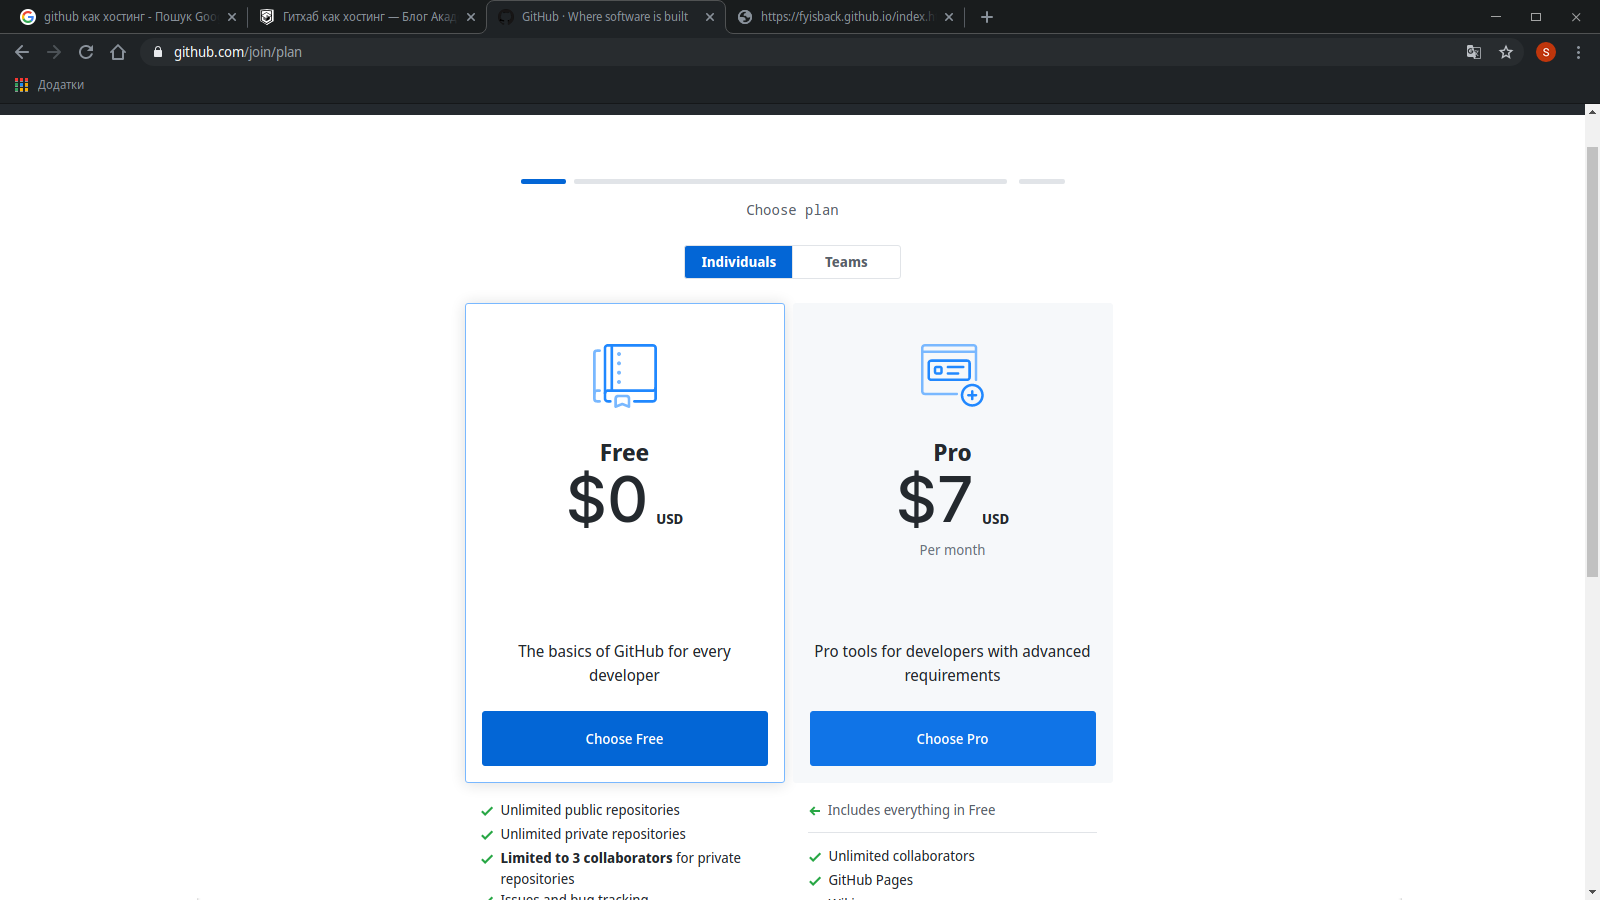 github как хостинг - Пошук Goo
Гитхаб как хостинг — Блог Акад
GitHub · Where software is built
https://fyisback.github.io/index.h
github.com/join/plan
S
Додатки
Choose plan
Individuals
Teams
Free
$0 USD
The basics of GitHub for every
developer
Choose Free
Unlimited public repositories
Unlimited private repositories
Limited to 3 collaborators for private
repositories
Issues and bug tracking
Pro
$7 USD
Per month
Pro tools for developers with advanced
requirements
Choose Pro
Includes everything in Free
Unlimited collaborators
GitHub Pages